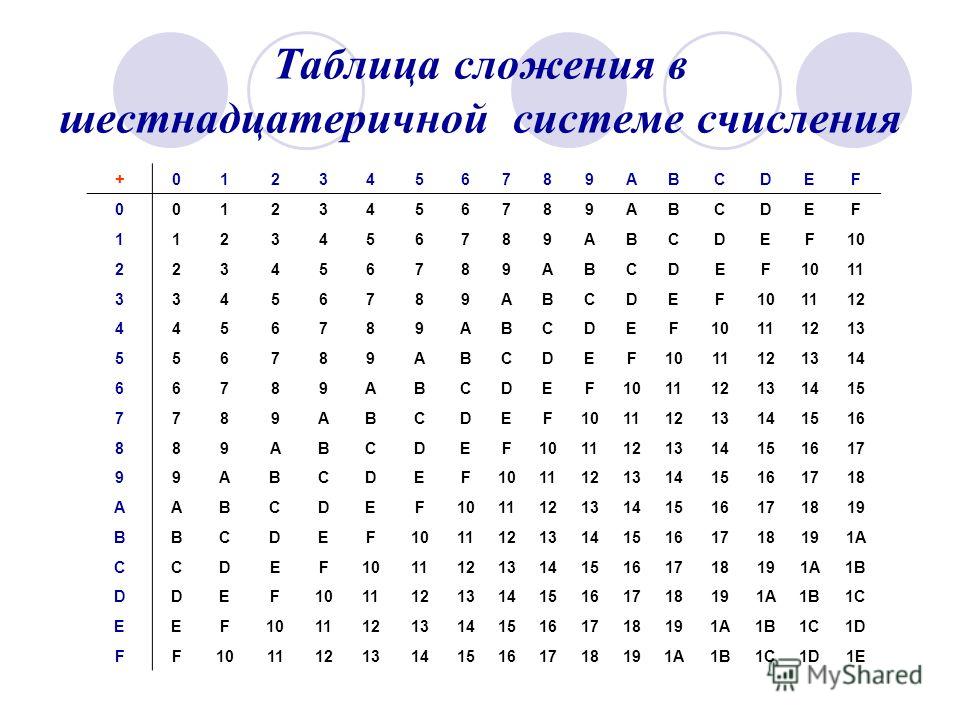 Таблица сложения в
шестнадцатеричной системе счисления
+ 0 1 2 3 4 5 6 7 8 9 A B C D E F
0 0 1 2 3 4 5 6 7 8 9 A B C D E F
1 1 2 3 4 5 6 7 8 9 A B C D E F 10
2 2 3 4 5 6 7 8 9 A B C D E F 10 11
3 3 4 5 6 7 8 9 A B C D E F 10 11 12
4 4 5 6 7 8 9 A B C D E F 10 11 12 13
5 5 6 7 8 9 A B C D E F 10 11 12 13 14
6 6 7 8 9 A B C D E F 10 11 12 13 14 15
7 7 8 9 A B C D E F 10 11 12 13 14 15 16
8 8 9 A B C D E F 10 11 12 13 14 15 16 17
9 9 A B C D E F 10 11 12 13 14 15 16 17 18
A A B C D E F 10 11 12 13 14 15 16 17 18 19
B B C D E F 10 11 12 13 14 15 16 17 18 19 1A
C C D E F 10 11 12 13 14 15 16 17 18 19 1A 1B
D D E F 10 11 12 13 14 15 16 17 18 19 1A 1B 1C
E E F 10 11 12 13 14 15 16 17 18 19 1A 1B 1C 1D
F F 10 11 12 13 14 15 16 17 18 19 1A 1B 1C 1D 1E
MyShared